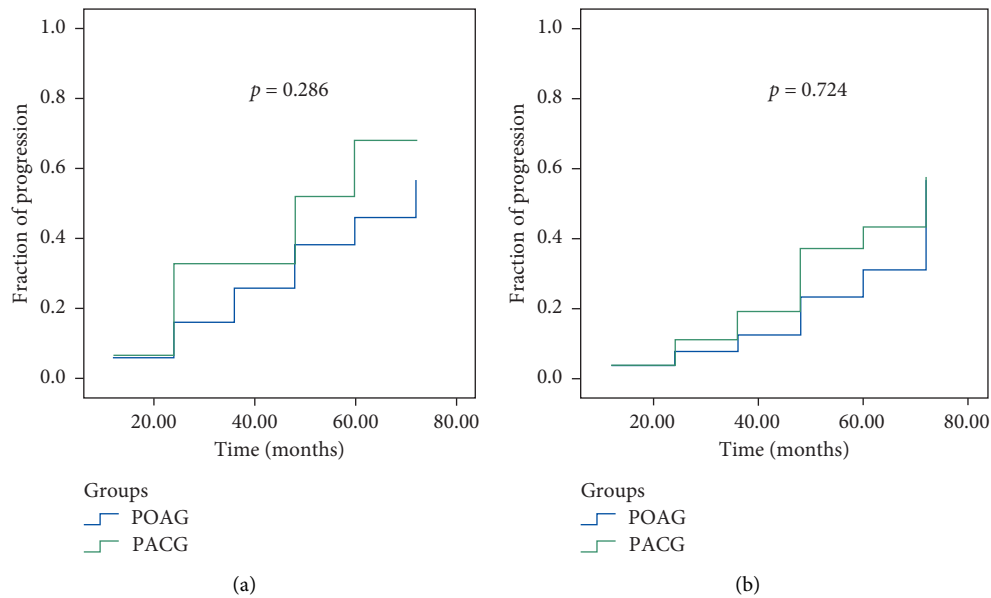 1.0
0.8
0.6
0.4
0.2
0.0
Fraction of progression
p = 0.286
20.00 40.00 60.00 80.00
Time (months)
Groups
POAG
PACG
(a)
1.0
0.8
0.6
0.4
0.2
0.0
Fraction of progression
p = 0.724
20.00 40.00 60.00 80.00
Time (months)
Groups
POAG
PACG
(b)